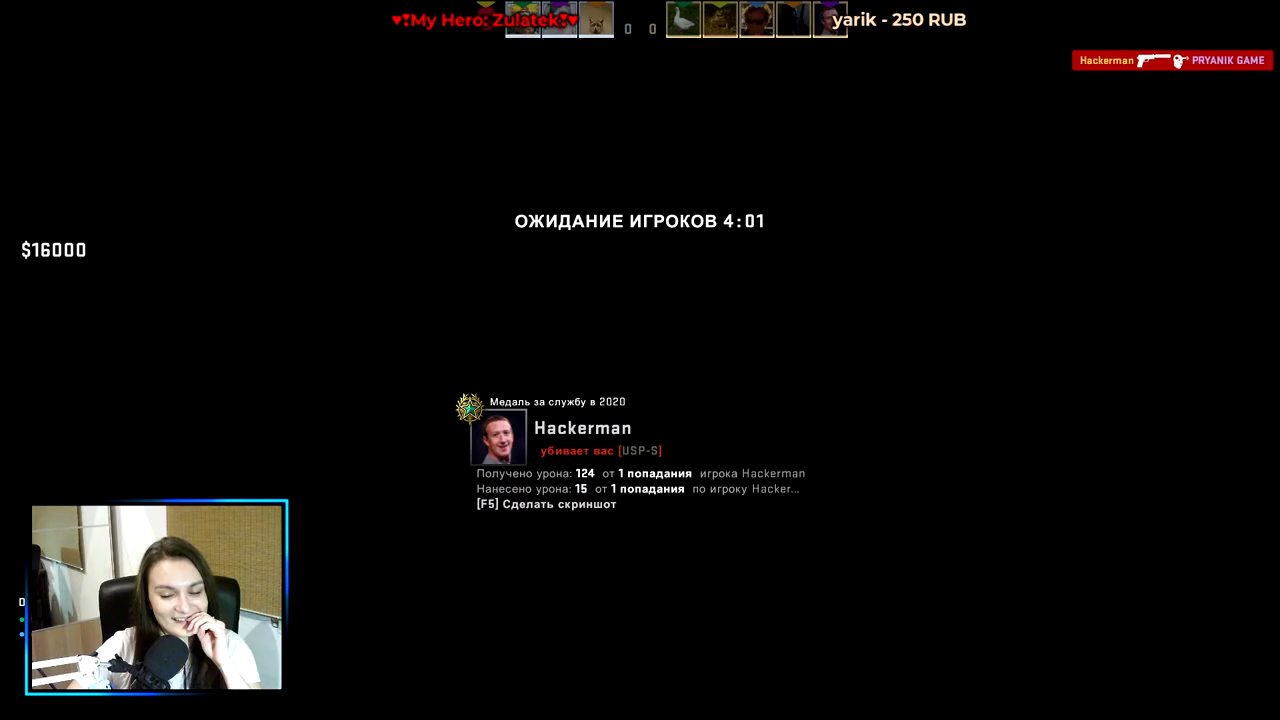 ♥❣My Hero: Zulatek❣♥
0 0
yarik - 250 RUB
Hackerman PRYANIK GAME
ОЖИДАНИЕ ИГРОКОВ 4:01
$16000
Медаль за службу в 2020
Hackerman
убивает вас [USP-S]
Получено урона: 124 от 1 попадания игрока Hackerman
Нанесено урона: 15 от 1 попадания по игроку Hacker...
[F5] Сделать скриншот